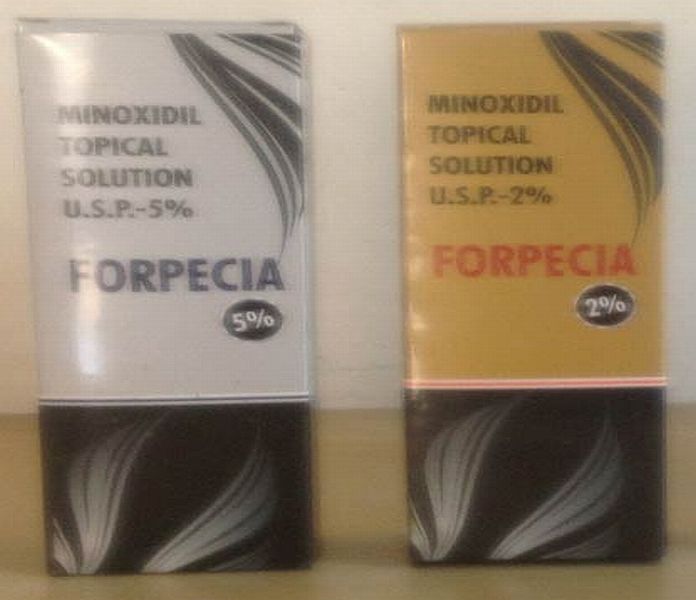 MINOXIDIL
TOPICAL
SOLUTION
U.S.P.-5%
FORPECIA
5%
MINOXIDIL
TOPICAL
SOLUTION
U.S.P.-2%
FORPECIA
2%